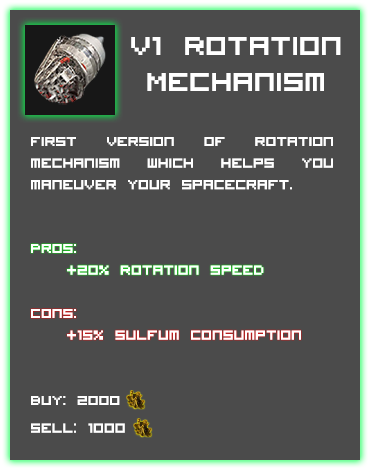 V1 ROTATION
MECHANISM
FIRST VERSION OF ROTATION
MECHANISM WHICH HELPS YOU
MANEUVER YOUR SPACECRAFT.
PROS:
+20% ROTATION SPEED
CONS:
+15% SULFUM CONSUMPTION
BUY: 2000
SELL: 1000